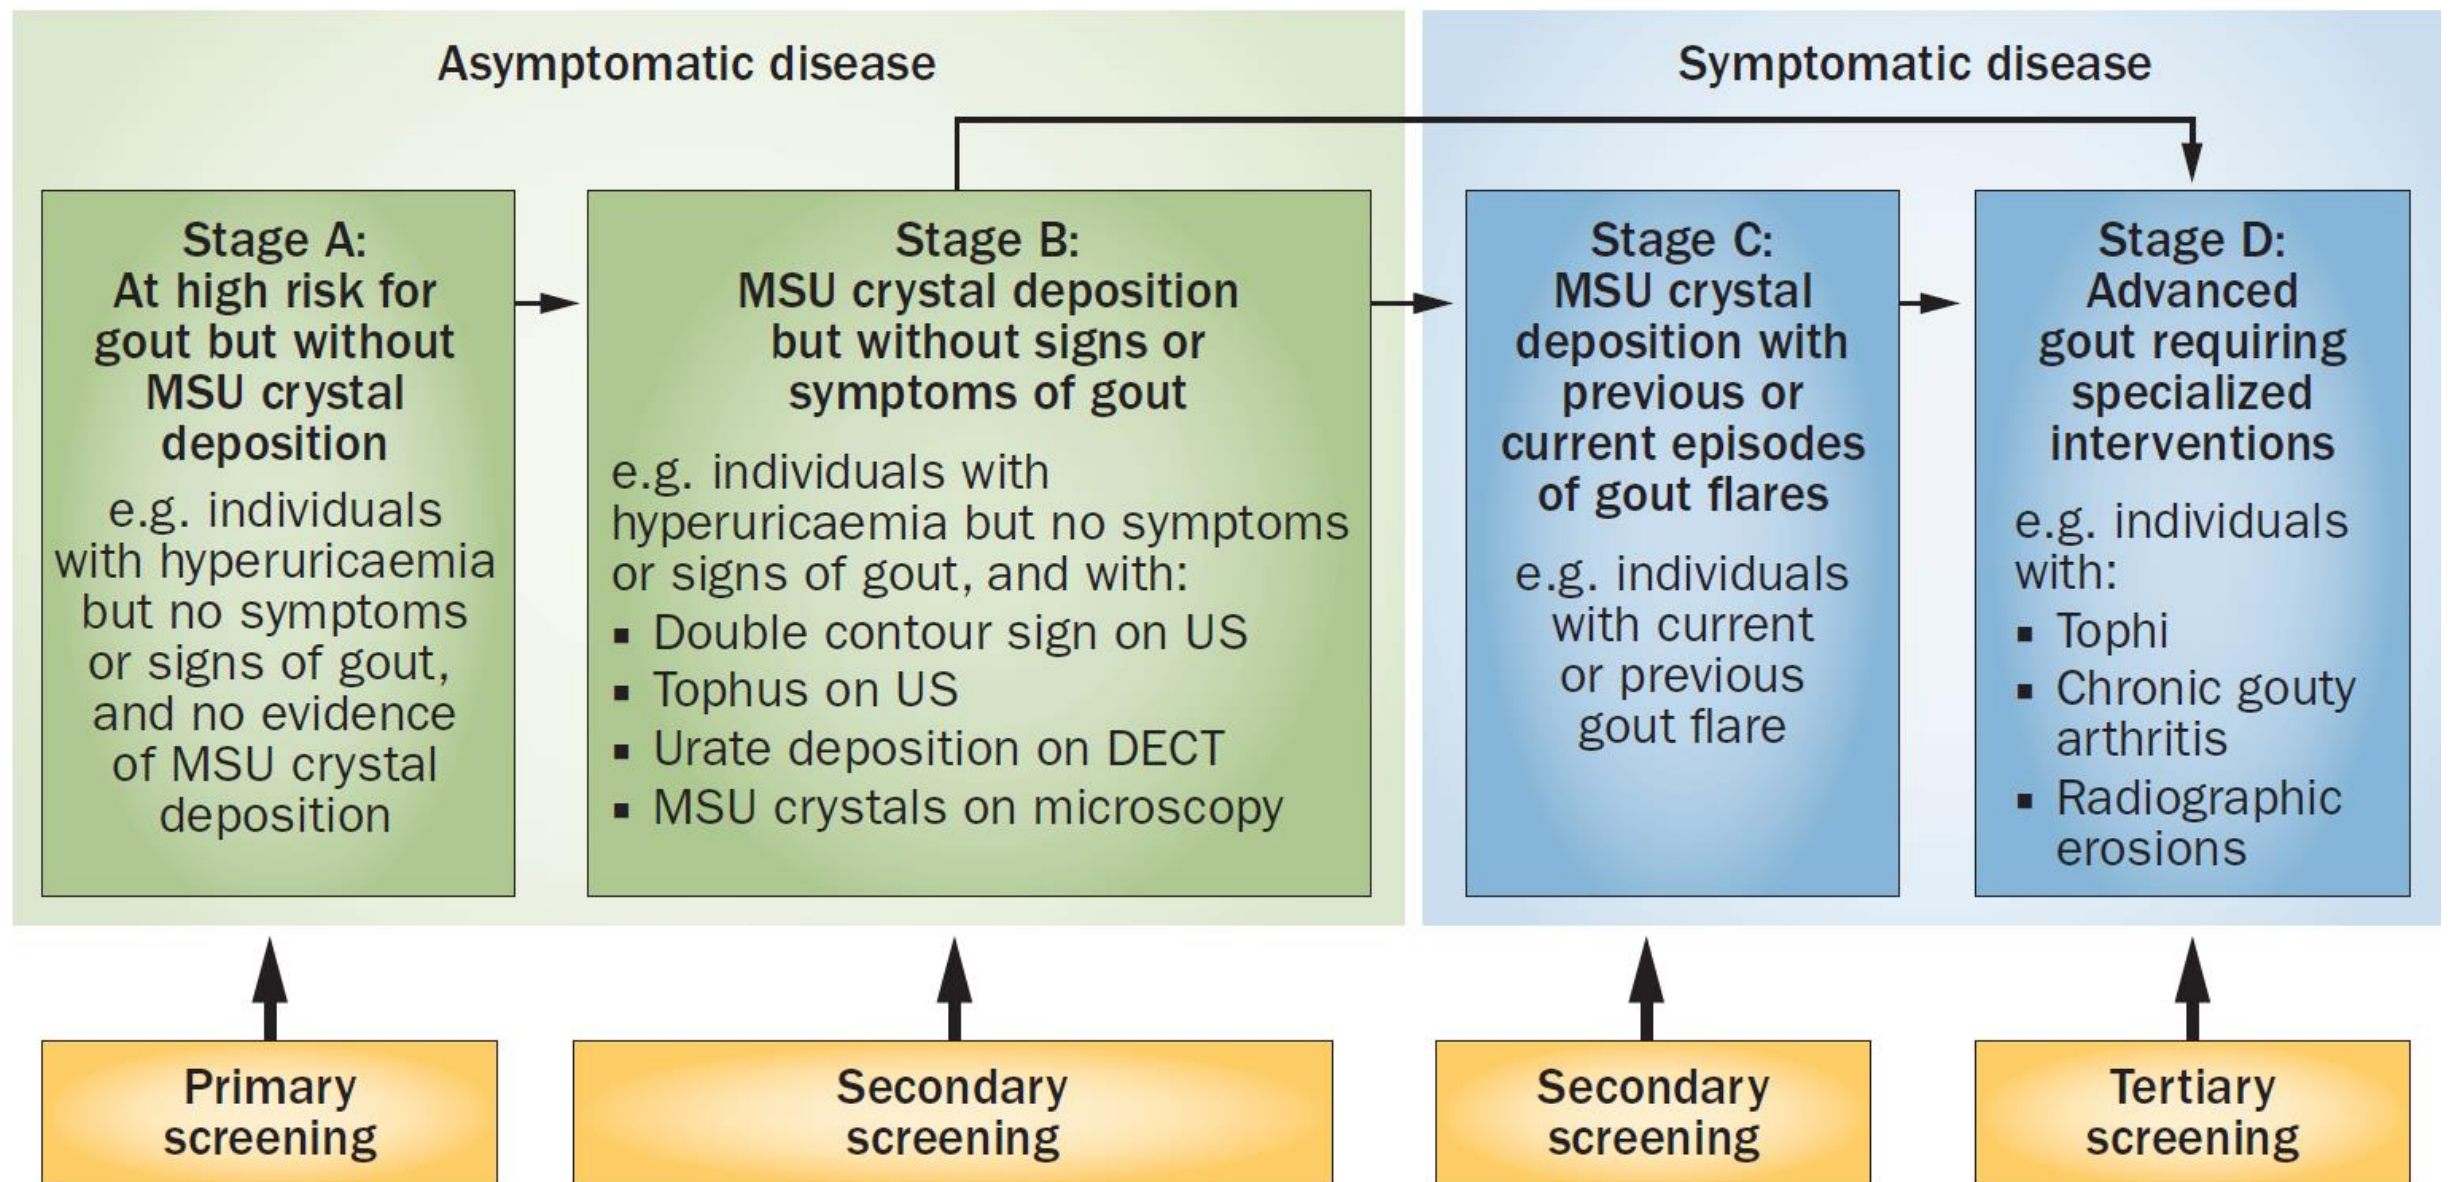 Asymptomatic disease
Symptomatic disease
Stage A:
At high risk for
gout but without
MSU crystal
deposition
e.g. individuals
with hyperuricaemia
but no symptoms
or signs of gout,
and no evidence
of MSU crystal
deposition
Stage B:
MSU crystal deposition
but without signs or
symptoms of gout
e.g. individuals with
hyperuricaemia but no symptoms
or signs of gout, and with:
▪ Double contour sign on US
▪ Tophus on US
▪ Urate deposition on DECT
▪ MSU crystals on microscopy
Stage C:
MSU crystal
deposition with
previous or
current episodes
of gout flares
e.g. individuals
with current
or previous
gout flare
Stage D:
Advanced
gout requiring
specialized
interventions
e.g. individuals
with:
▪ Tophi
▪ Chronic gouty
arthritis
▪ Radiographic
erosions
Primary
screening
Secondary
screening
Secondary
screening
Tertiary
screening